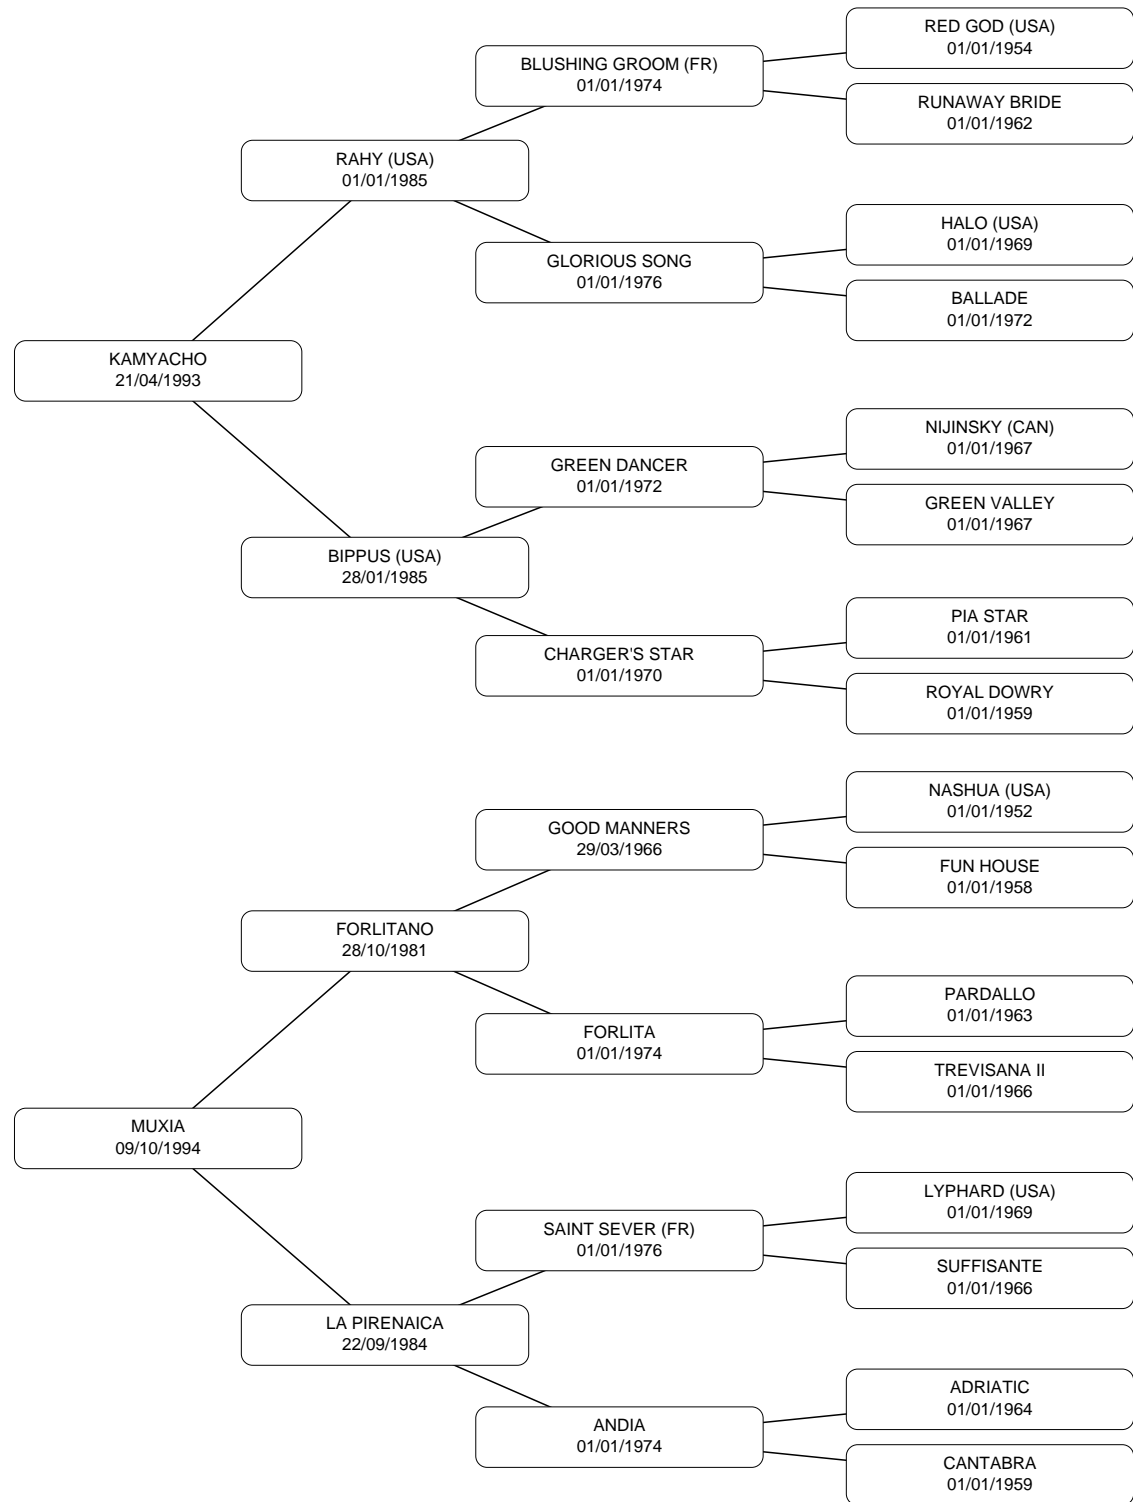 RED GOD (USA)
01/01/1954
BLUSHING GROOM (FR)
01/01/1974
RUNAWAY BRIDE
01/01/1962
RAHY (USA)
01/01/1985
HALO (USA)
01/01/1969
GLORIOUS SONG
01/01/1976
BALLADE
01/01/1972
KAMYACHO
21/04/1993
NIJINSKY (CAN)
01/01/1967
GREEN DANCER
01/01/1972
GREEN VALLEY
01/01/1967
BIPPUS (USA)
28/01/1985
PIA STAR
01/01/1961
CHARGER'S STAR
01/01/1970
ROYAL DOWRY
01/01/1959
NASHUA (USA)
01/01/1952
GOOD MANNERS
29/03/1966
FUN HOUSE
01/01/1958
FORLITANO
28/10/1981
PARDALLO
01/01/1963
FORLITA
01/01/1974
TREVISANA II
01/01/1966
MUXIA
09/10/1994
LYPHARD (USA)
01/01/1969
SAINT SEVER (FR)
01/01/1976
SUFFISANTE
01/01/1966
LA PIRENAICA
22/09/1984
ADRIATIC
01/01/1964
ANDIA
01/01/1974
CANTABRA
01/01/1959